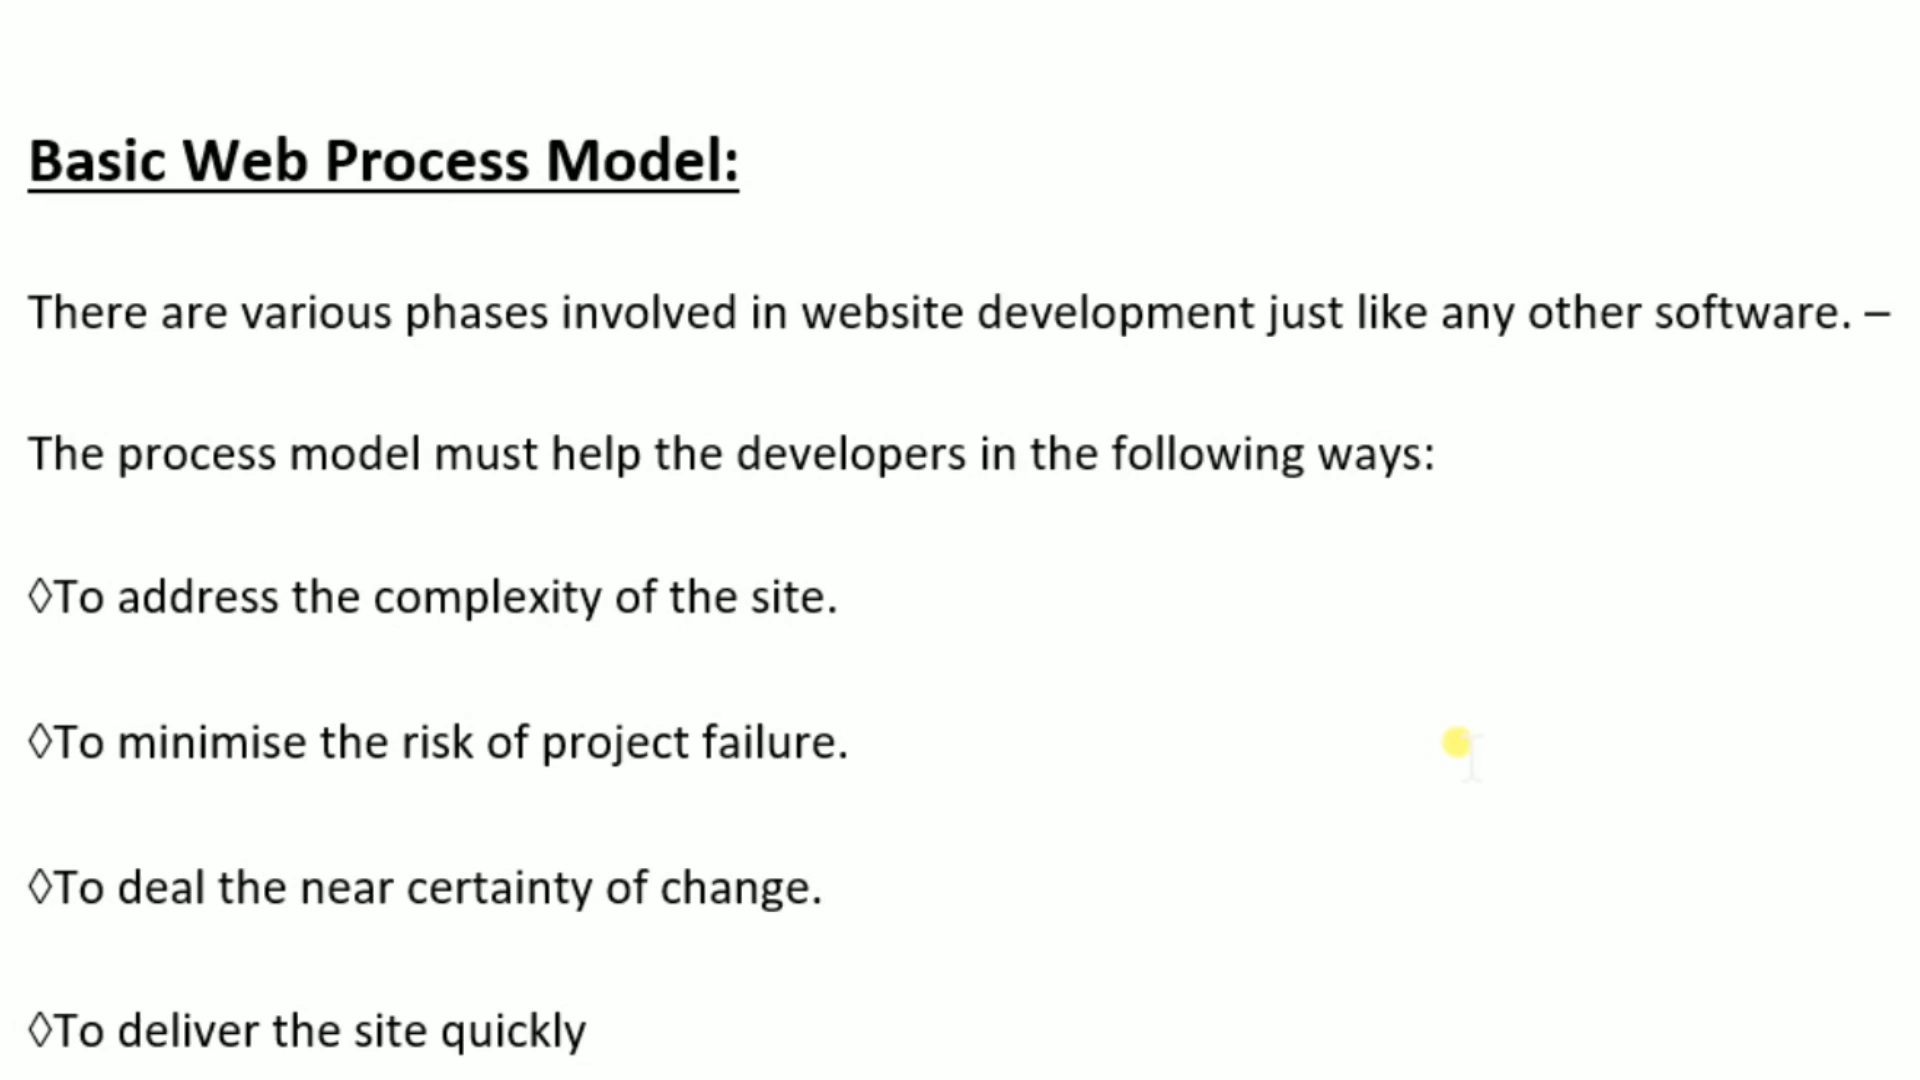 Basic Web Process Model:
There are various phases involved in website development just like any other software. –
The process model must help the developers in the following ways:
◊To address the complexity of the site.
◊To minimise the risk of project failure.
◊To deal the near certainty of change.
◊To deliver the site quickly